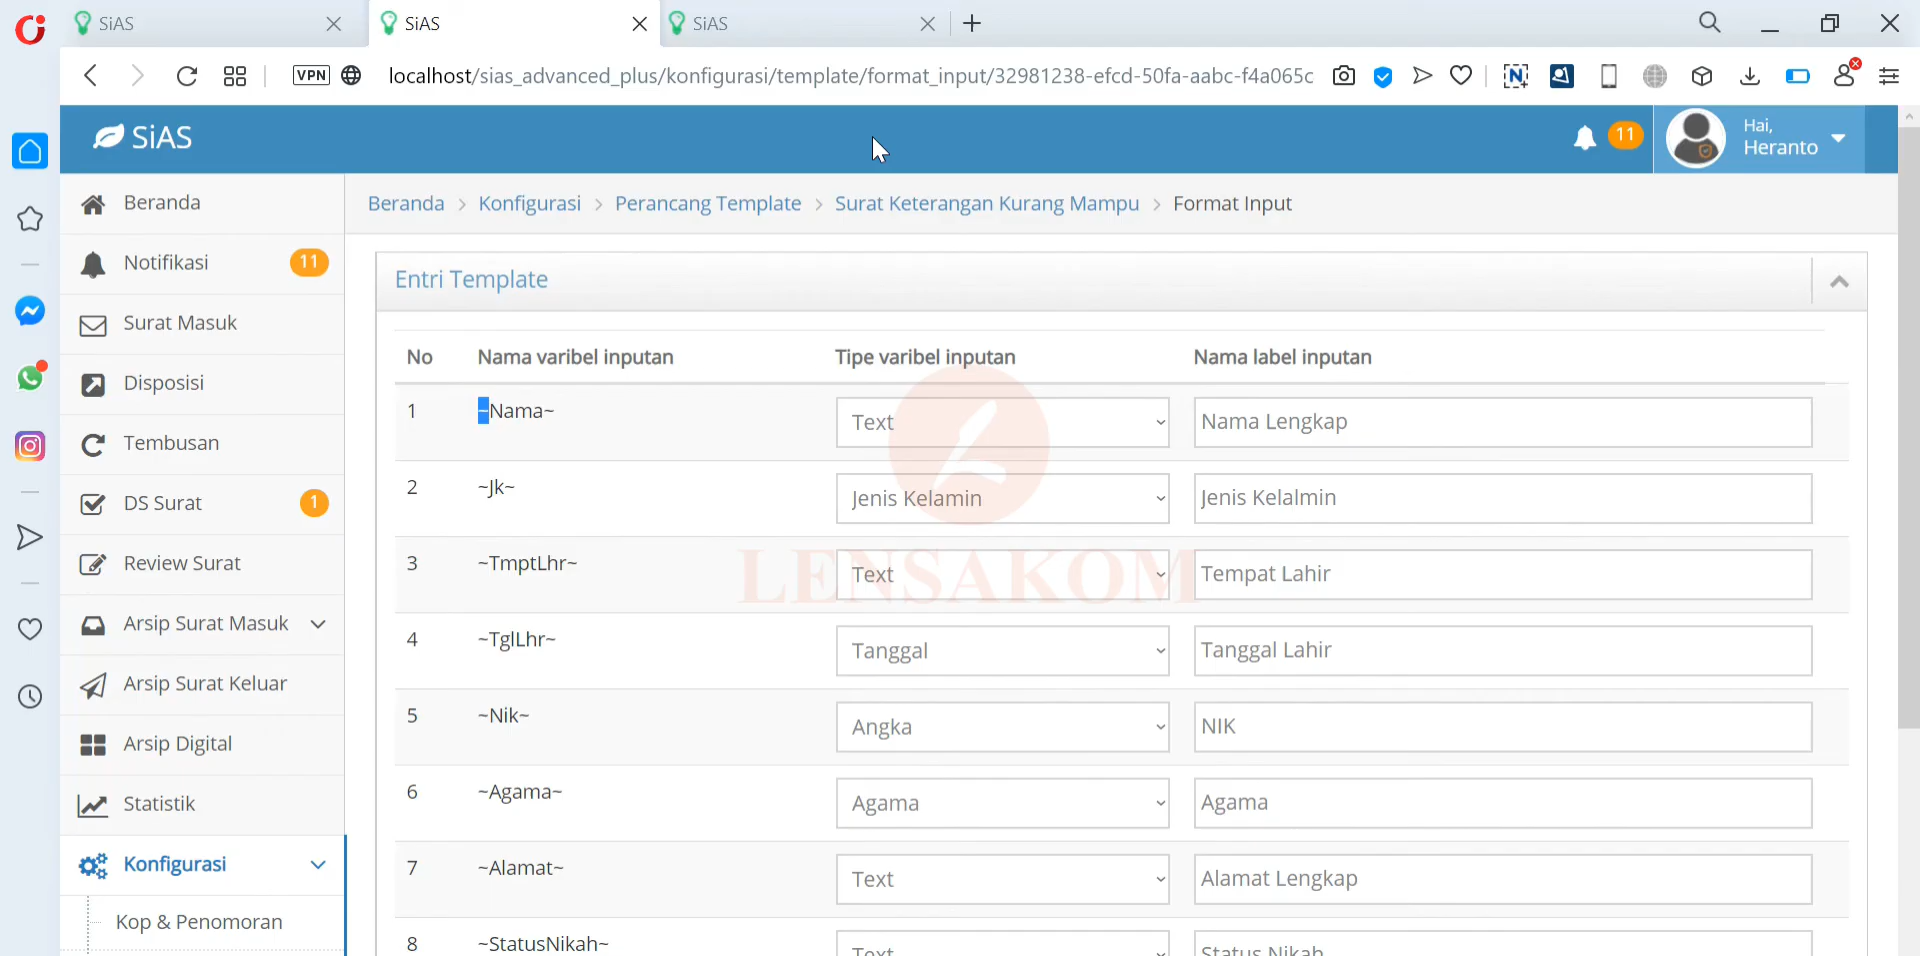 SiAS
SiAS
SiAS
VPN
localhost/sias_advanced_plus/konfigurasi/template/format_input/32981238-efcd-50fa-aabc-f4a065c
SiAS
11
Hai,
Heranto
Beranda
Notifikasi
11
Surat Masuk
Disposisi
Tembusan
DS Surat
1
Review Surat
Arsip Surat Masuk
Arsip Surat Keluar
Arsip Digital
Statistik
Konfigurasi
Kop & Penomoran
Beranda > Konfigurasi > Perancang Template > Surat Keterangan Kurang Mampu > Format Input
Entri Template
No Nama varibel inputan Tipe varibel inputan Nama label inputan
1 ~Nama~ Text Nama Lengkap
2 ~Jk~ Jenis Kelamin Jenis Kelalmin
3 ~TmptLhr~ Text Tempat Lahir
4 ~TglLhr~ Tanggal Tanggal Lahir
5 ~Nik~ Angka NIK
6 ~Agama~ Agama Agama
7 ~Alamat~ Text Alamat Lengkap
8 ~StatusNikah~ Text Status Nikah
LENSAKOM